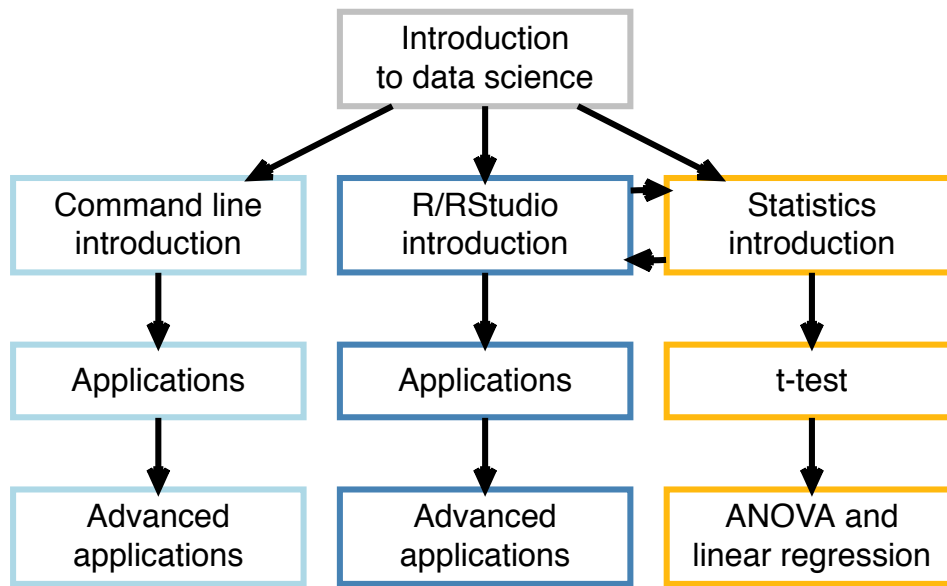 Introduction
to data science
Command line
introduction
R/RStudio
introduction
Statistics
introduction
Applications
Applications
t-test
Advanced
applications
Advanced
applications
ANOVA and
linear regression